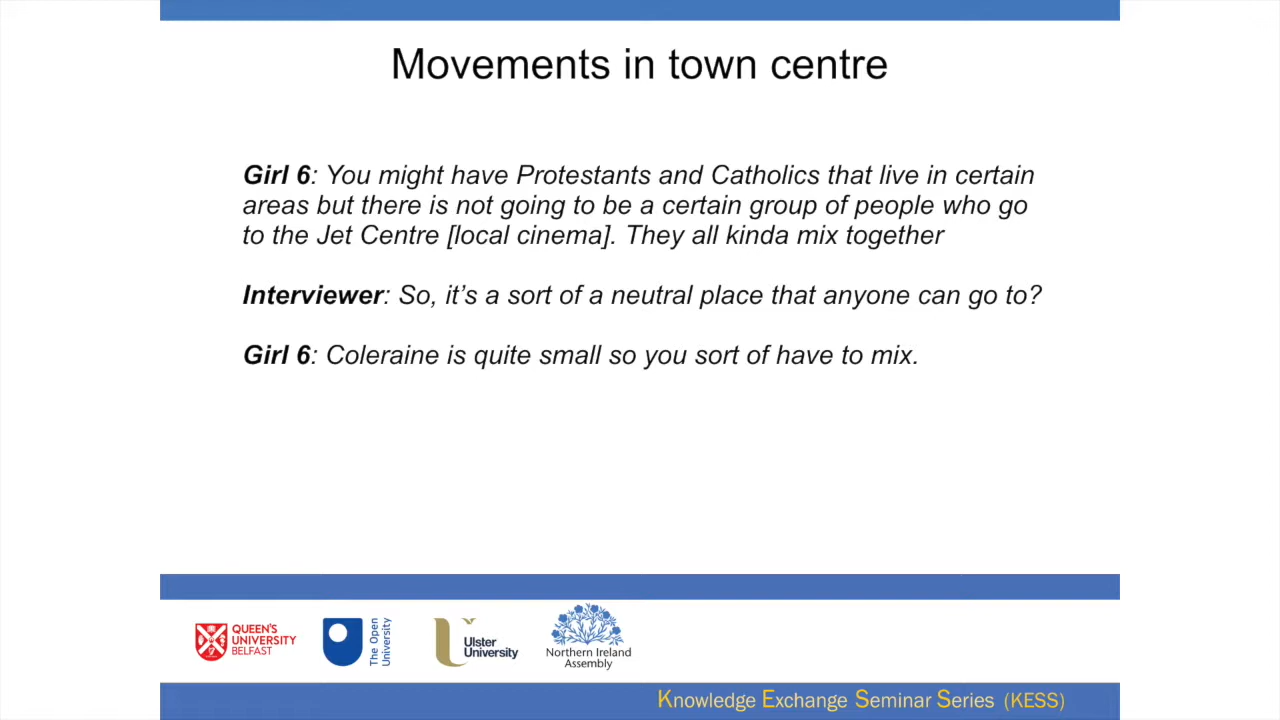 Movements in town centre
Girl 6: You might have Protestants and Catholics that live in certain
areas but there is not going to be a certain group of people who go
to the Jet Centre [local cinema]. They all kinda mix together
Interviewer: So, it’s a sort of a neutral place that anyone can go to?
Girl 6: Coleraine is quite small so you sort of have to mix.
QUEEN'S
UNIVERSITY
BELFAST
The Open
University
Ulster
University
Northern Ireland
Assembly
Knowledge Exchange Seminar Series (KESS)